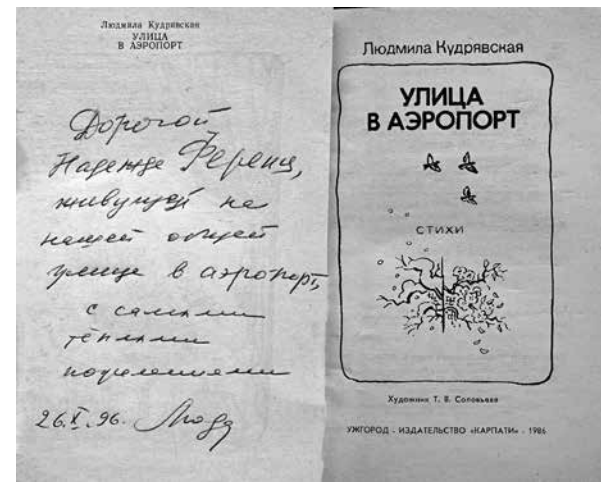 Людмила Кудрявская
УЛИЦА
В АЭРОПОРТ
Дорогой
Надежде Ференц,
живущей на
нашей общей
улице в аэропорт,
с самыми
тёплыми
пожеланиями
26.X.96. Люда
Людмила Кудрявская
УЛИЦА
В АЭРОПОРТ
СТИХИ
Художник Т. В. Соловьева
УЖГОРОД - ИЗДАТЕЛЬСТВО «КАРПАТИ» - 1986